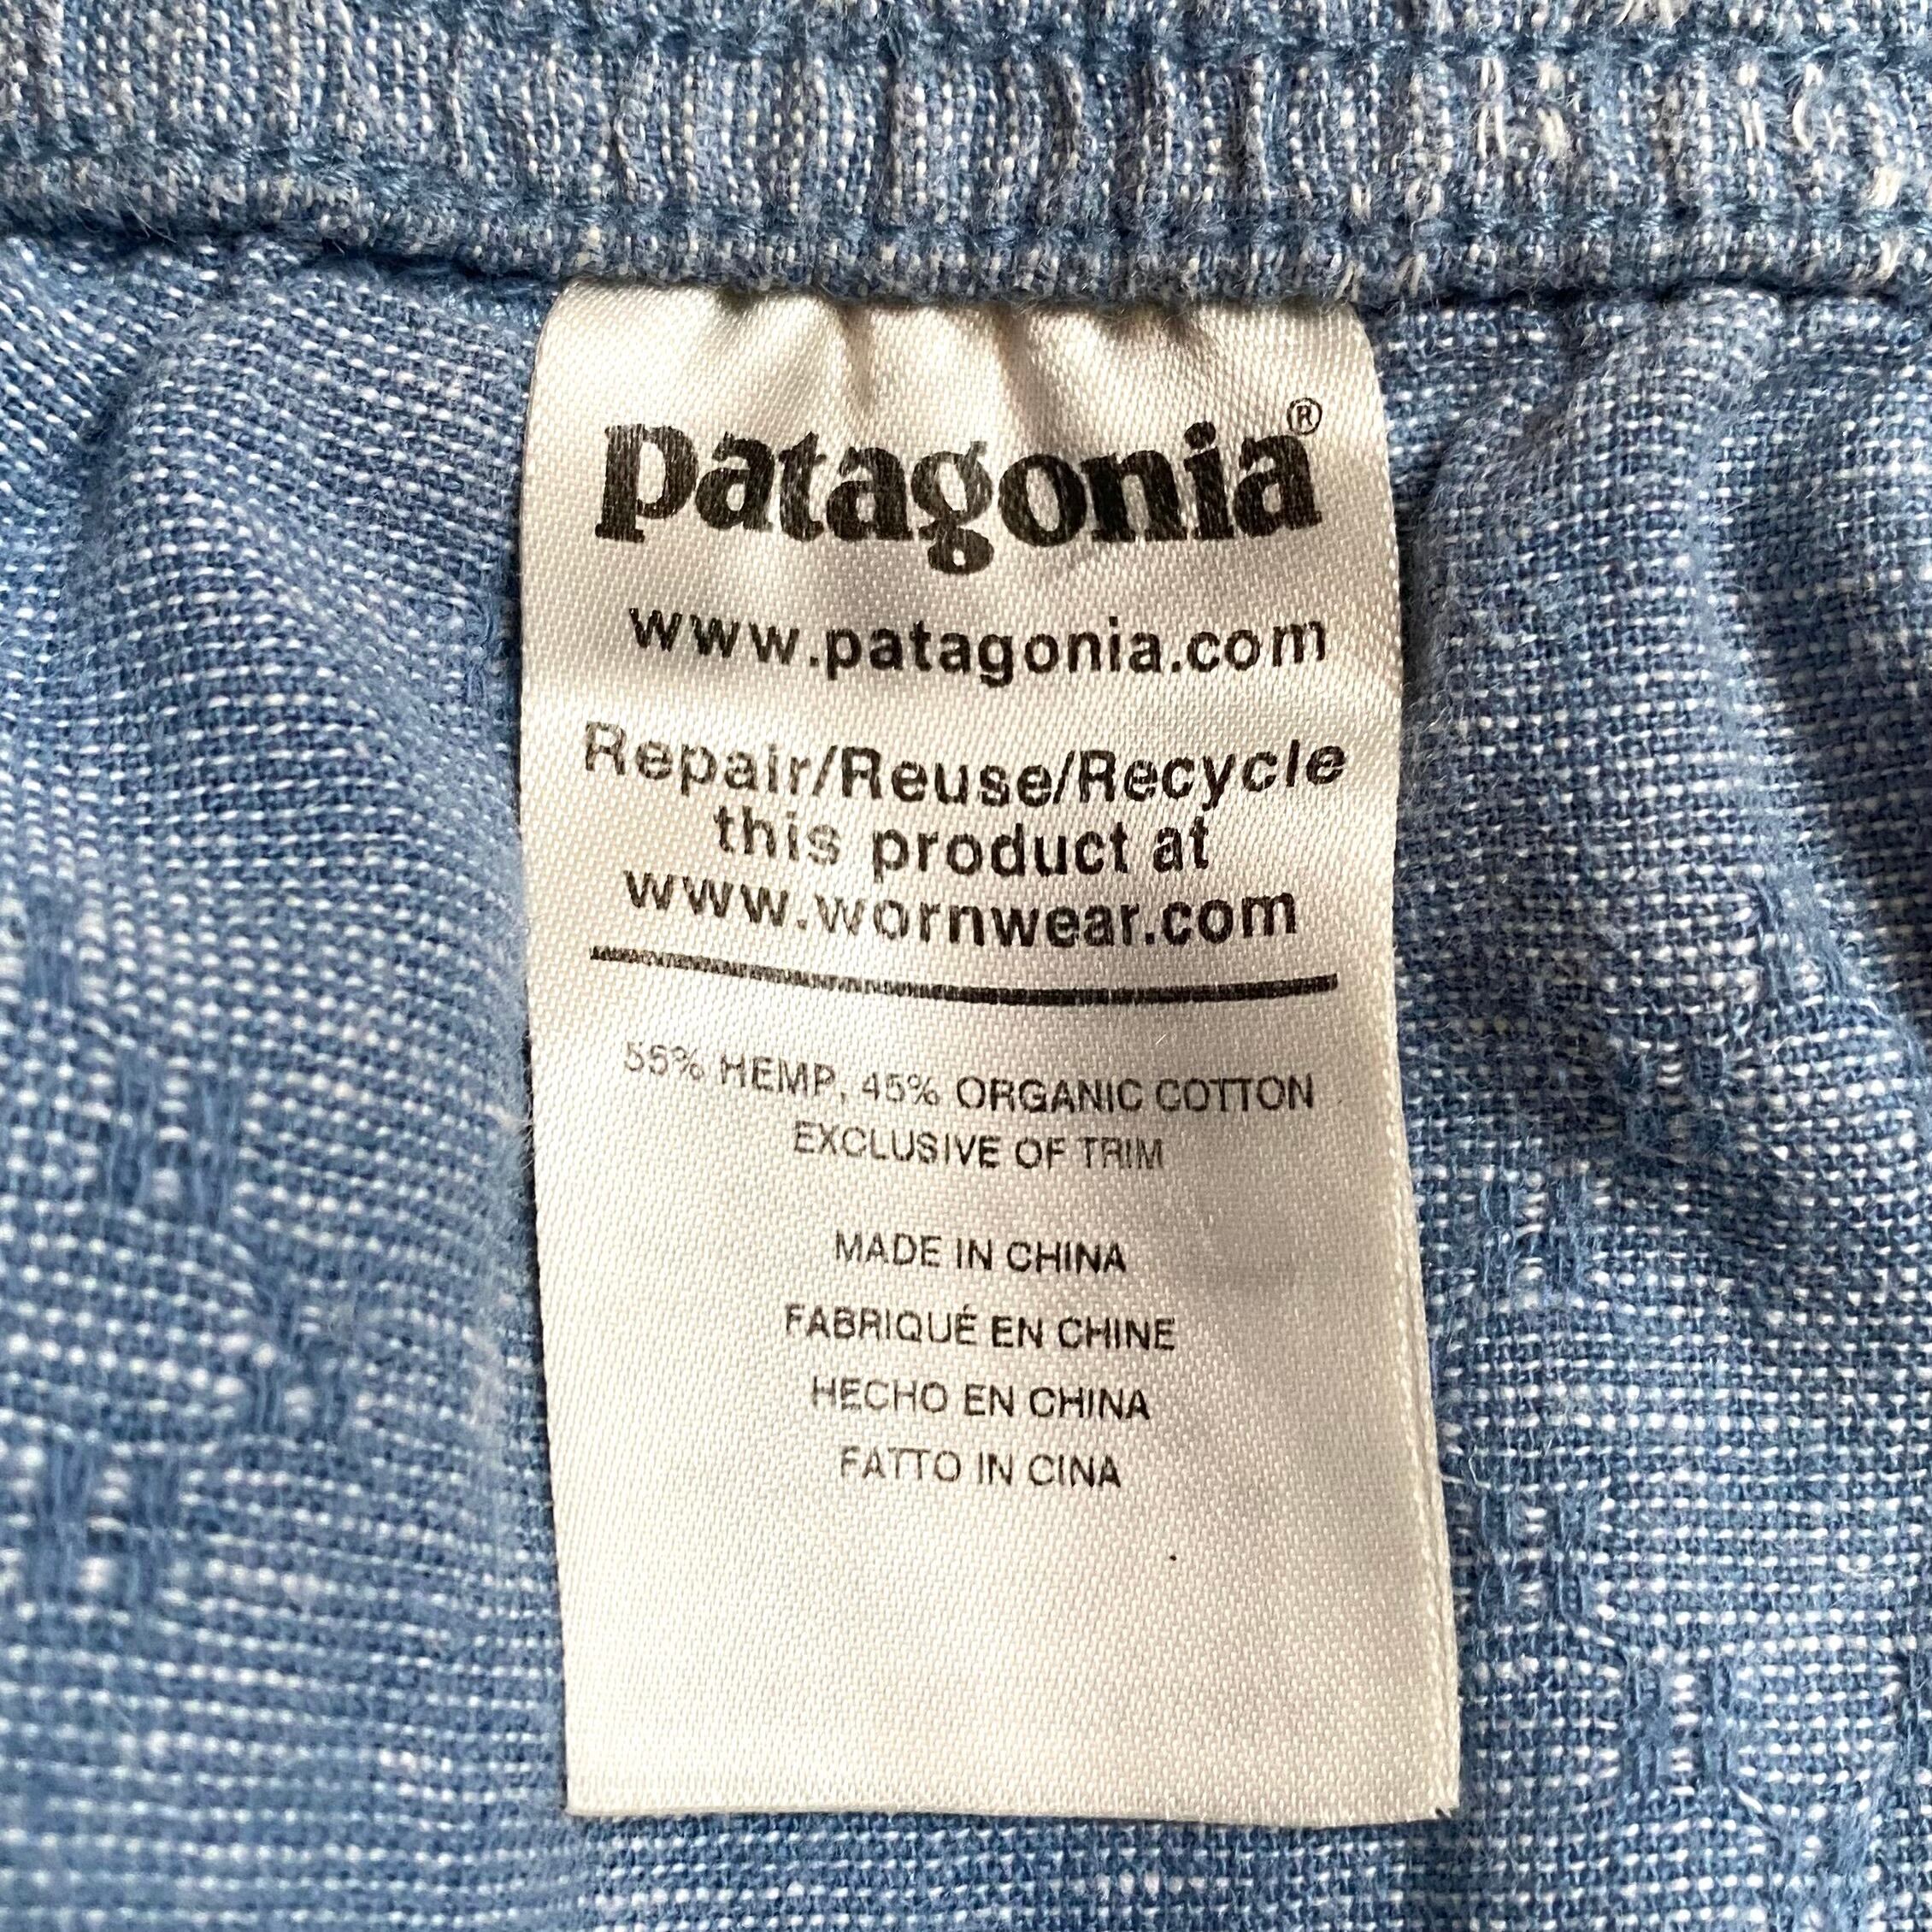 patagonia®
www.patagonia.com
Repair/Reuse/Recycle
this product at
www.wornwear.com
55% HEMP, 45% ORGANIC COTTON
EXCLUSIVE OF TRIM
MADE IN CHINA
FABRIQUÉ EN CHINE
HECHO EN CHINA
FATTO IN CINA